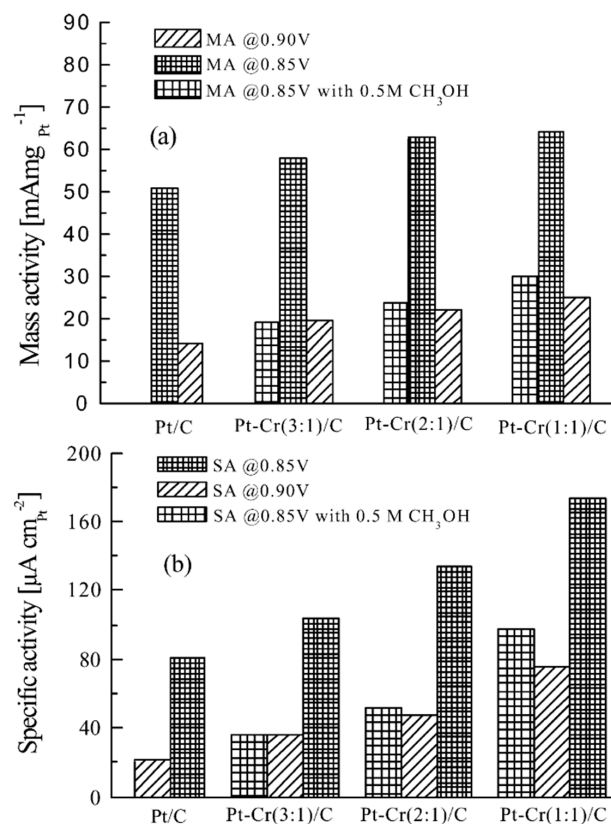 90
80
70
60
50
40
30
20
10
0
Mass activity [mAmg Pt -1]
MA @0.90V
MA @0.85V
MA @0.85V with 0.5M CH3OH
(a)
Pt/C Pt-Cr(3:1)/C Pt-Cr(2:1)/C Pt-Cr(1:1)/C
200
160
120
80
40
0
Specific activity [μA cm Pt -2]
SA @0.85V
SA @0.90V
SA @0.85V with 0.5 M CH3OH
(b)
Pt/C Pt-Cr(3:1)/C Pt-Cr(2:1)/C Pt-Cr(1:1)/C